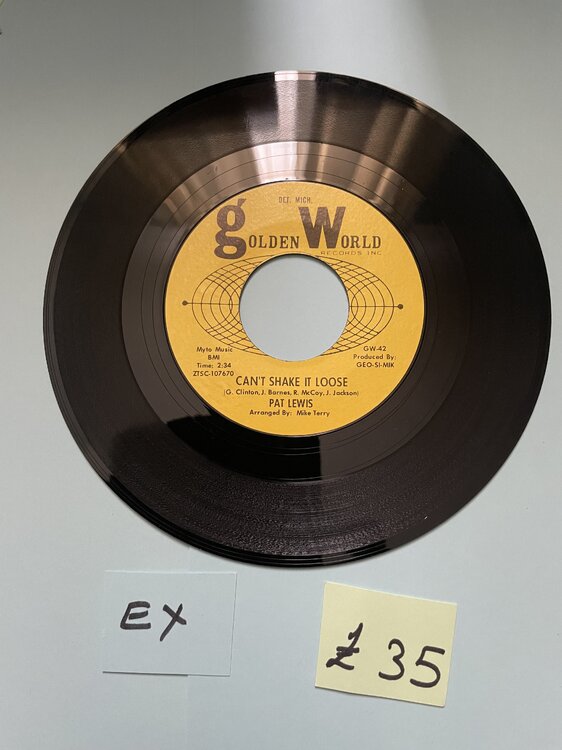 DET. MICH.
gOLDEN WORLD
RECORDS INC
Myto Music
BMI
Time: 2:34
ZTSC-107670
GW-42
Produced By:
GEO-SI-MIK
CAN'T SHAKE IT LOOSE
(G. Clinton, J. Barnes, R. McCoy, J. Jackson)
PAT LEWIS
Arranged By: Mike Terry
EX
£35